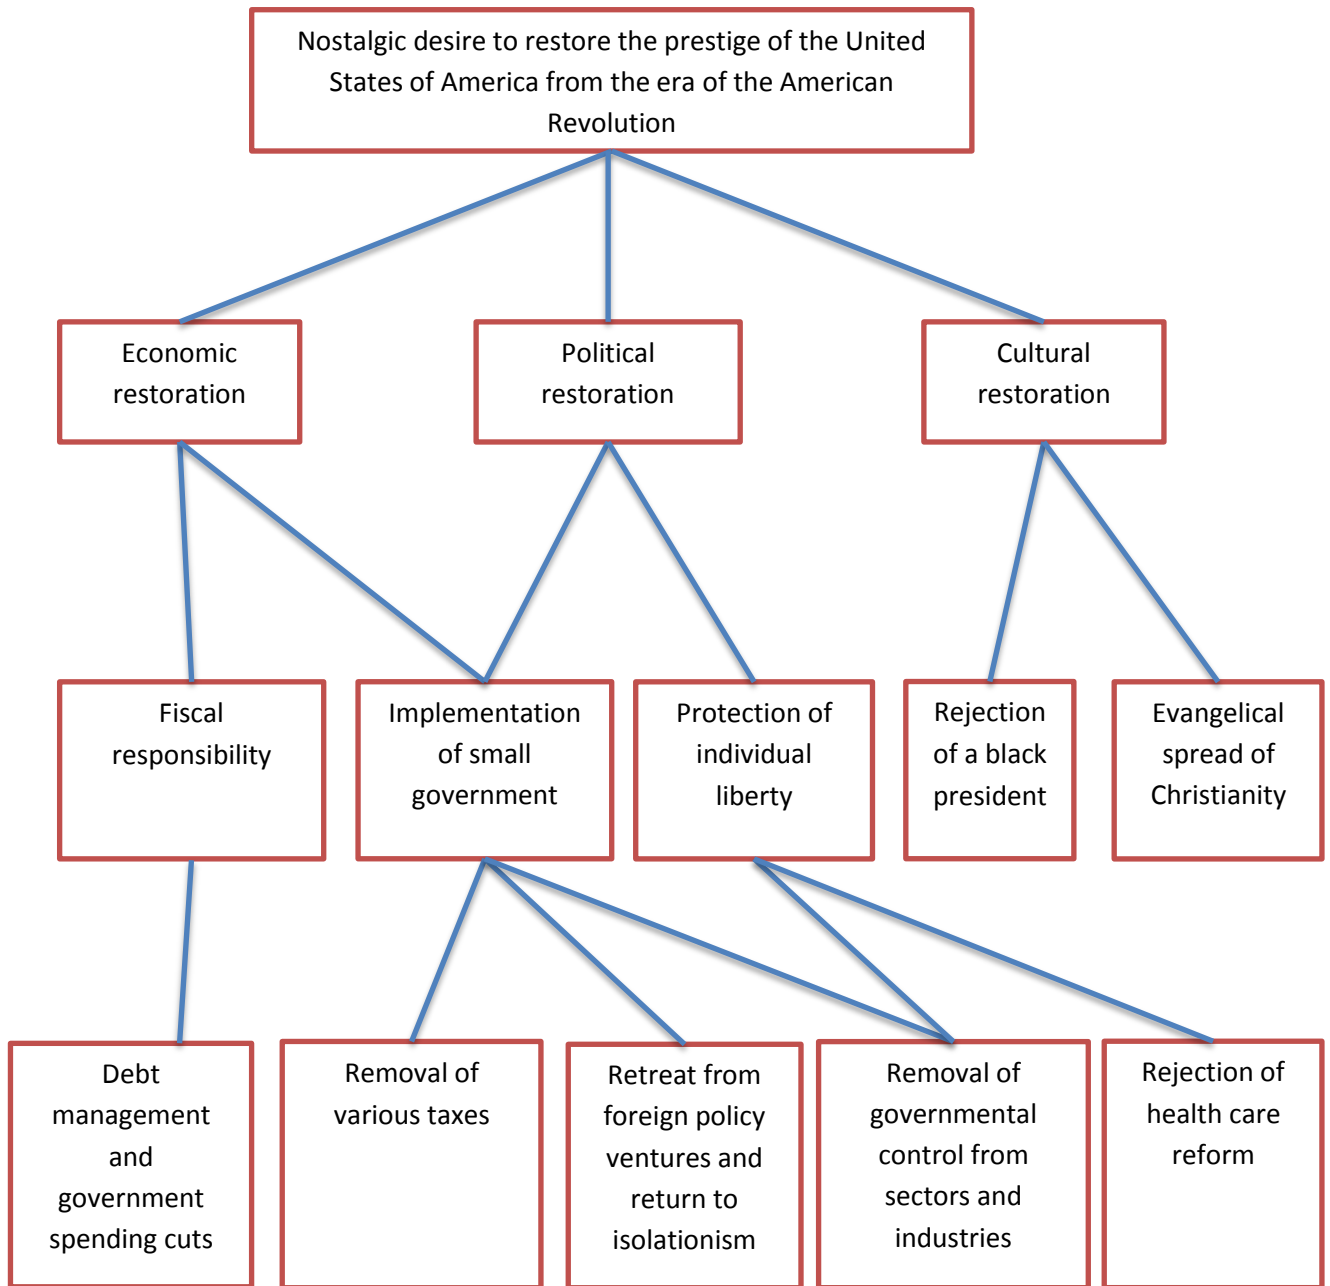 Nostalgic desire to restore the prestige of the United
States of America from the era of the American
Revolution
Economic
restoration
Political
restoration
Cultural
restoration
Fiscal
responsibility
Implementation
of small
government
Protection of
individual
liberty
Rejection
of a black
president
Evangelical
spread of
Christianity
Debt
management
and
government
spending cuts
Removal of
various taxes
Retreat from
foreign policy
ventures and
return to
isolationism
Removal of
governmental
control from
sectors and
industries
Rejection of
health care
reform